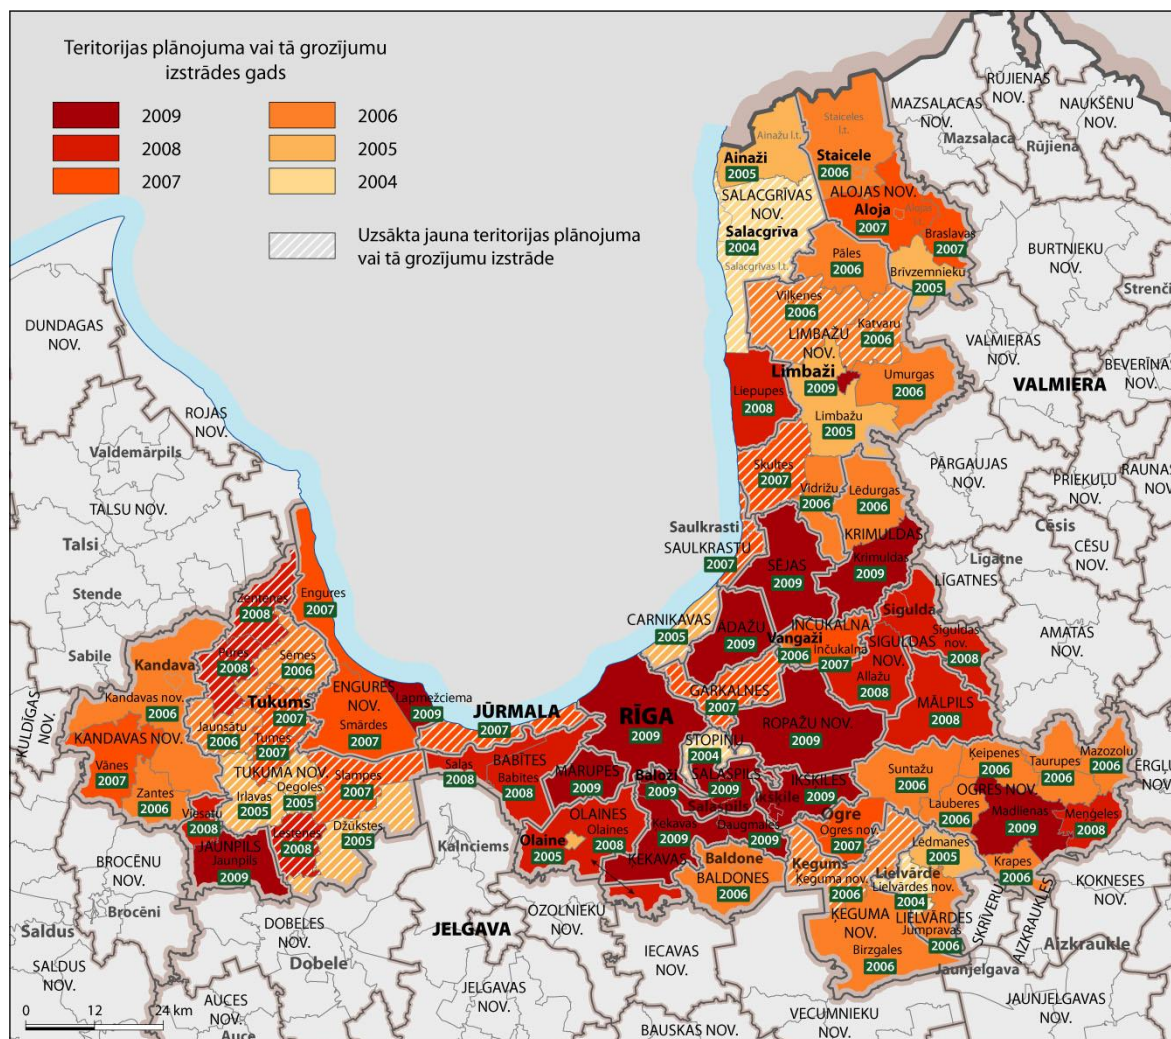 Teritorijas plānojuma vai tā grozījumu
izstrādes gads
2009
2008
2007
2006
2005
2004
Uzsākta jauna teritorijas plānojuma
vai tā grozījumu izstrāde
RŪJIENAS
NOV.
MAZSALACAS
NOV.
NAUKŠĒNU
NOV.
Mazsalaca
Rūjiena
Ainažu l.t.
Staiceles
l.t.
Ainaži
2005
Staicele
2006
SALACGRĪVAS
NOV.
ALOJAS NOV.
Aloja
2007
Salacgrīva
2004
Salacgrīvas l.t.
Braslavas
2007
Pāles
2006
Brīvzemnieku
2005
BURTNIEKU
NOV.
Strenči
Viļķenes
2006
Katvaru
2006
LIMBAŽU
NOV.
VALMIERAS
NOV.
BEVERĪNAS
NOV.
VALMIERA
Limbaži
2009
Liepupes
2008
Umurgas
2006
Limbažu
2005
DUNDAGAS
NOV.
ROJAS
NOV.
Valdemārpils
TALSU NOV.
Talsi
Stende
Sabile
Skultes
2007
Vidrižu
2006
Lēdurgas
2006
PĀRGAUJAS
NOV.
PRIEKUĻU
NOV.
RAUNAS
NOV.
Cēsis
CĒSU
NOV.
Saulkrasti
SAULKRASTU
2007
SĒJAS
2009
KRIMULDAS
Krimuldas
2009
Līgatne
LĪGATNES
AMATAS
NOV.
CARNIKAVAS
2005
ĀDAŽU
2009
INČUKALNA
Vangaži
2006
Inčukalna
2007
Sigulda
SIGULDAS
NOV.
Siguldas
nov.
2008
Allažu
2008
MĀLPILS
2008
GARKALNES
2007
ROPAŽU NOV.
2009
Zentenes
2008
Engures
2007
Pūres
2008
Sēmes
2006
Kandava
Kandavas nov.
2006
Tukums
2007
ENGURES
NOV.
Smārdes
2007
Lapmežciema
2009
JŪRMALA
2007
RĪGA
2009
STOPIŅU
2004
KULDĪGAS
NOV.
KANDAVAS NOV.
Vānes
2007
Zantes
2006
Jaunsātu
2006
Tumes
2007
TUKUMA NOV.
Degoles
2005
Irlavas
2005
Slampes
2007
Viesatu
2008
Lestenes
2008
Džūkstes
2005
JAUNPILS
Jaunpils
2009
Salas
2008
BABĪTES
Babītes
2008
MĀRUPES
2009
Baloži
2009
SALASPILS
2009
Salaspils
IKŠĶILES
Ikšķile
2009
OLAINES
Olaines
2008
Olaine
2005
Ķekavas
2009
ĶEKAVAS
Daugmales
2009
Baldone
BALDONES
2006
Ogre
Ogres nov.
2007
Suntažu
2006
Ķeipenes
2006
Taurupes
2006
Mazozolu
2006
OGRES NOV.
ĒRGĻU
NOV.
Lauberes
2006
Madlienas
2009
Meņģeles
2008
Krapes
2006
Lēdmanes
2005
Ķegums
Ķeguma nov.
2006
ĶEGUMA
NOV.
Lielvārde
Lielvārdes nov.
2004
LIELVĀRDES
Jumpravas
2006
Birzgales
2006
SKRĪVERU
AIZKRAUKLES
KOKNESES
NOV.
Aizkraukle
Jaunjelgava
JAUNJELGAVAS
NOV.
BROCĒNU
NOV.
Brocēni
Saldus
SALDUS
NOV.
DOBELES
NOV.
Dobele
Kalnciems
JELGAVA
OZOLNIEKU
NOV.
IECAVAS
NOV.
JELGAVAS
NOV.
AUCES
NOV.
Auce
BAUSKAS NOV.
VECUMNIEKU
NOV.
0 12 24 km